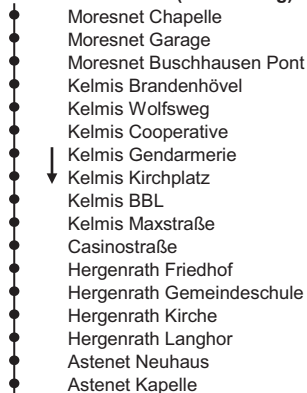 Moresnet Chapelle
Moresnet Garage
Moresnet Buschhausen Pont
Kelmis Brandenhövel
Kelmis Wolfsweg
Kelmis Cooperative
Kelmis Gendarmerie
Kelmis Kirchplatz
Kelmis BBL
Kelmis Maxstraße
Casinostraße
Hergenrath Friedhof
Hergenrath Gemeindeschule
Hergenrath Kirche
Hergenrath Langhor
Astenet Neuhaus
Astenet Kapelle